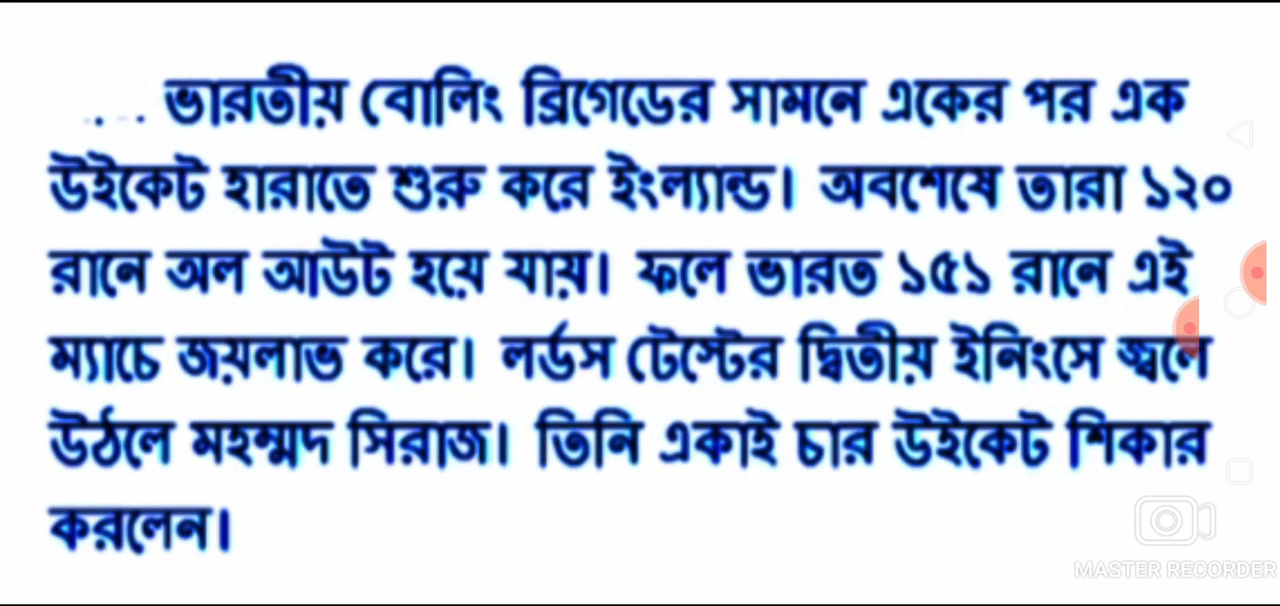 ভারতীয় বোলিং ব্রিগেডের সামনে একের পর এক
উইকেট হারাতে শুরু করে ইংল্যান্ড। অবশেষে তারা ১২০
রানে অল আউট হয়ে যায়। ফলে ভারত ১৫১ রানে এই
ম্যাচে জয়লাভ করে। লর্ডস টেস্টের দ্বিতীয় ইনিংসে জ্বলে
উঠলে মহম্মদ সিরাজ। তিনি একাই চার উইকেট শিকার
করলেন।
MASTER RECORDER